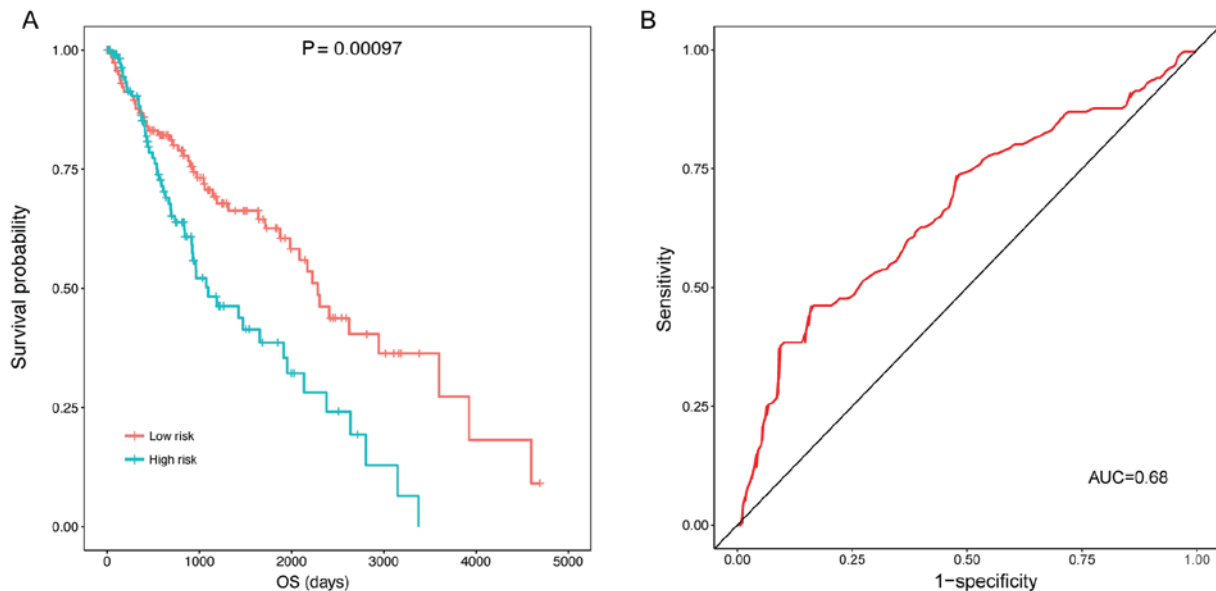 A
P = 0.00097
1.00
0.75
0.50
0.25
0.00
Survival probability
Low risk
High risk
0 1000 2000 3000 4000 5000
OS (days)
B
1.00
0.75
0.50
0.25
0.00
Sensitivity
AUC=0.68
0.00 0.25 0.50 0.75 1.00
1−specificity